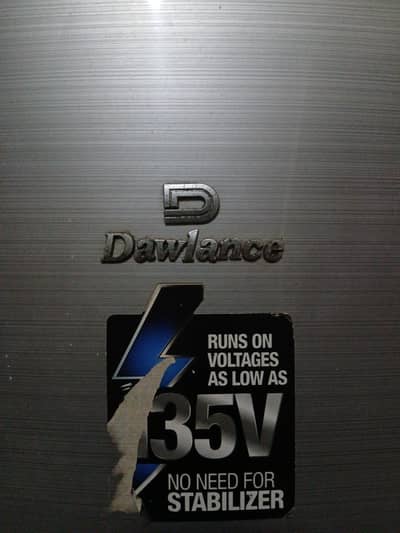 D
Dawlance
RUNS ON
VOLTAGES
AS LOW AS
135V
NO NEED FOR
STABILIZER